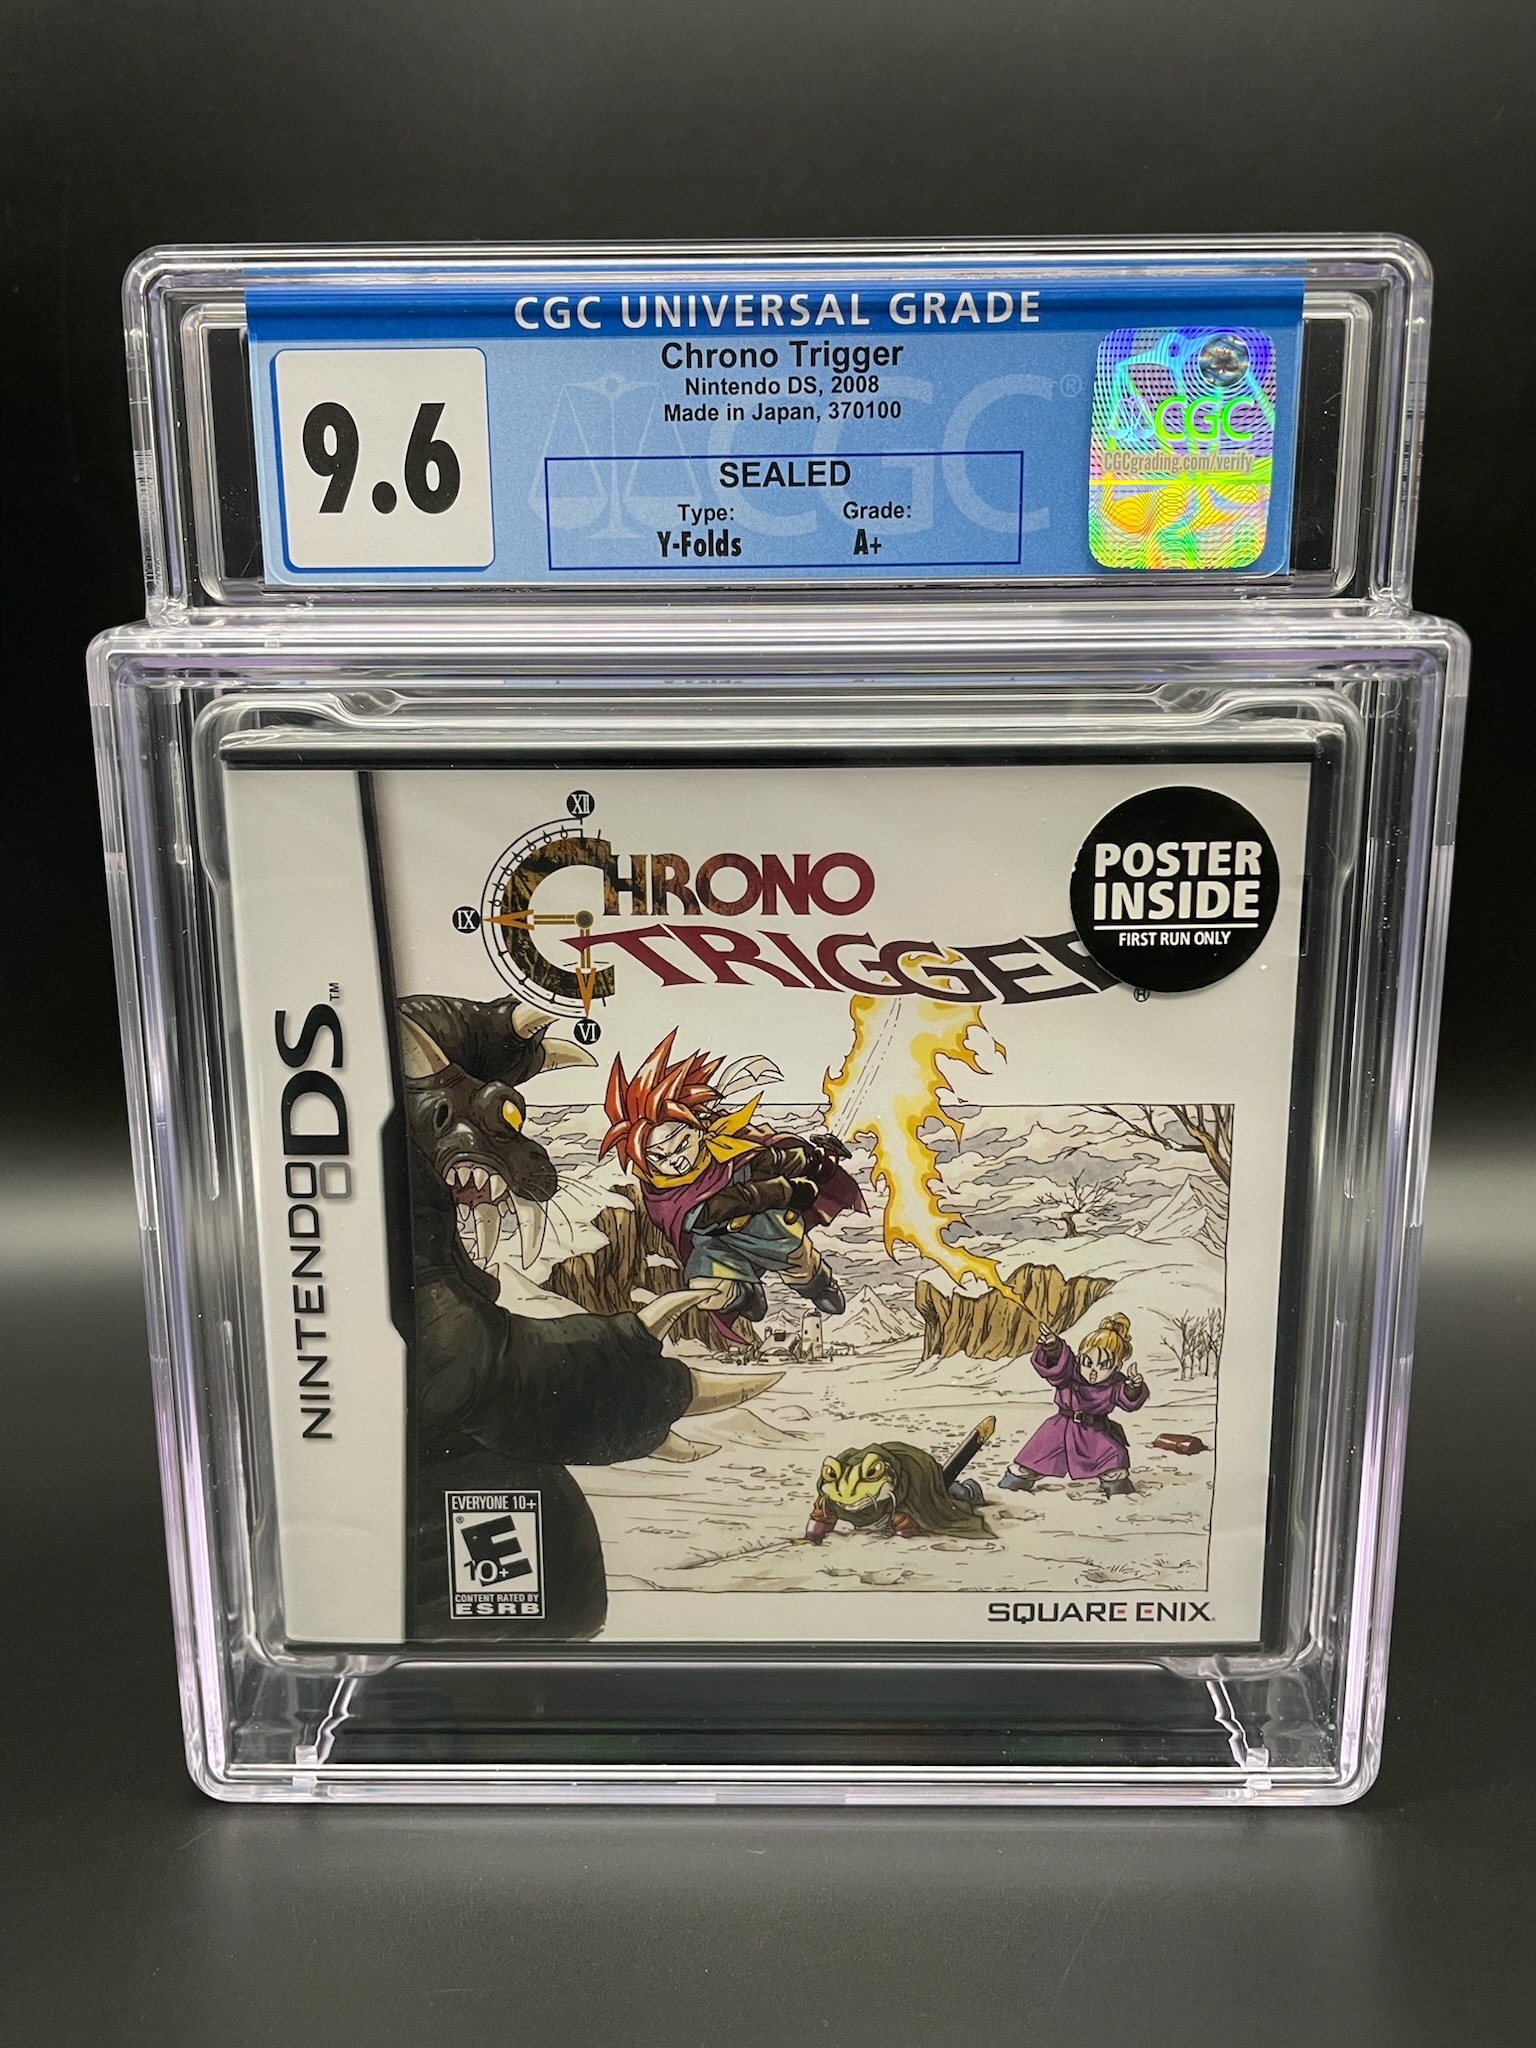 CGC UNIVERSAL GRADE
9.6
Chrono Trigger
Nintendo DS, 2008
Made in Japan, 370100
SEALED
Type:
Grade:
Y-Folds
A+
CGC®
CGC
CGCgrading.com/verify
NINTENDO DS™
XII
IX
VI
CHRONO
TRIGGER®
POSTER
INSIDE
FIRST RUN ONLY
EVERYONE 10+
®
E
10+
CONTENT RATED BY
ESRB
SQUARE ENIX.